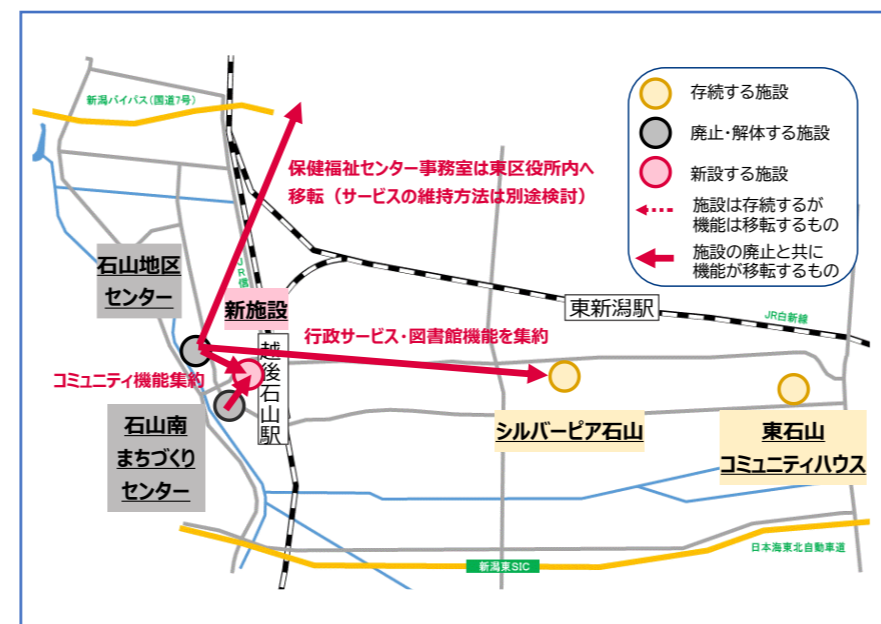 新潟バイパス(国道7号)
存続する施設
廃止・解体する施設
新設する施設
施設は存続するが
機能は移転するもの
施設の廃止と共に
機能が移転するもの
保健福祉センター事務室は東区役所内へ
移転（サービスの維持方法は別途検討）
石山地区
センター
JR信
新施設
東新潟駅
JR白新線
行政サービス・図書館機能を集約
越後石山駅
コミュニティ機能集約
石山南
まちづくり
センター
シルバーピア石山
東石山
コミュニティハウス
日本海東北自動車道
新潟東SIC